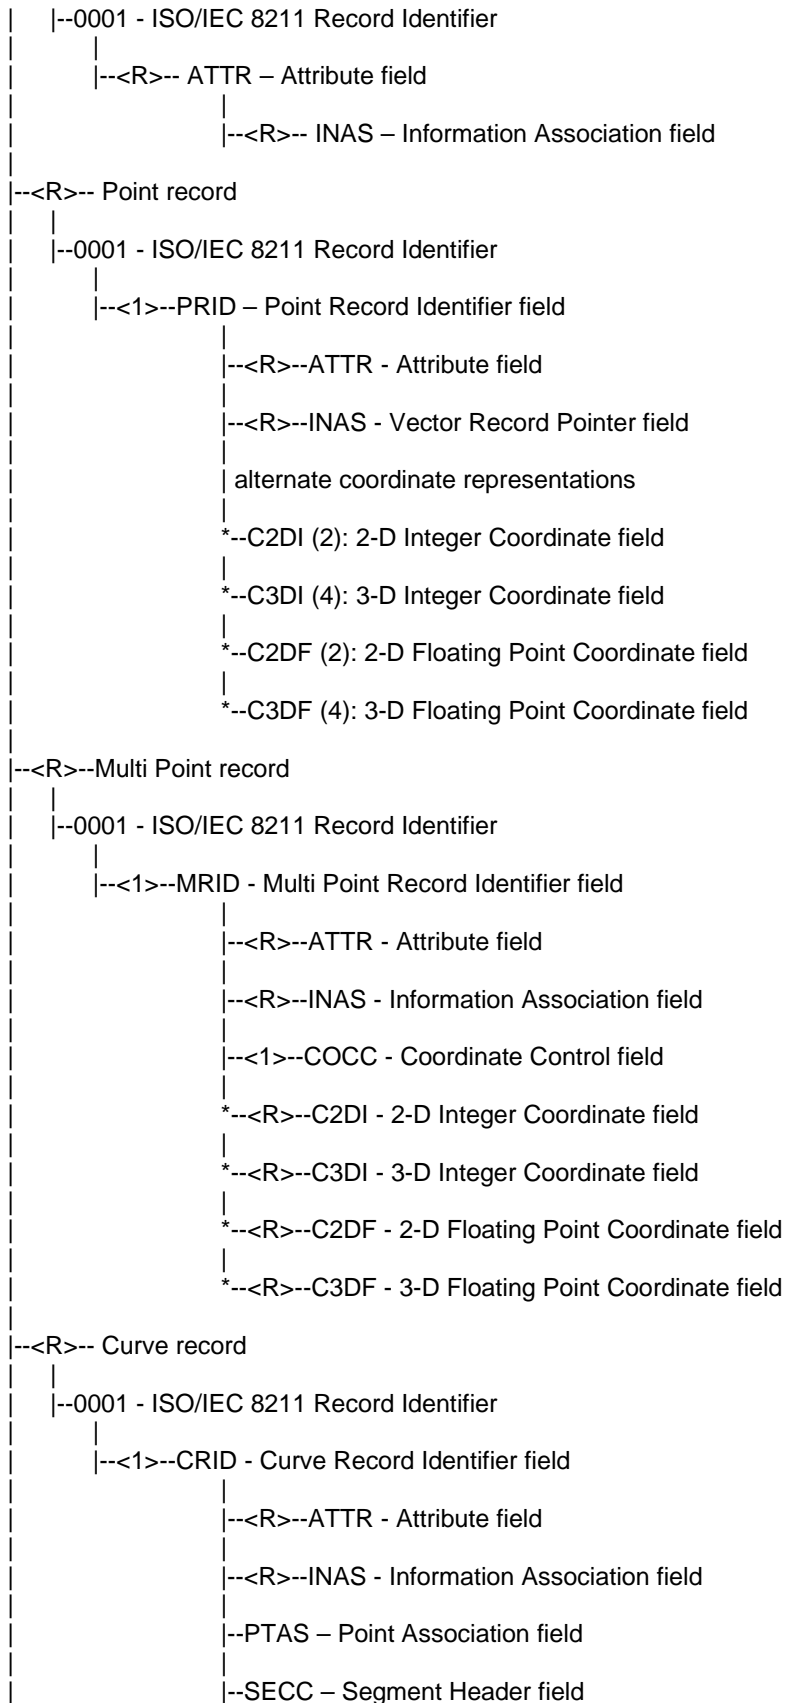 |--0001 - ISO/IEC 8211 Record Identifier
|--<R>-- ATTR – Attribute field
|--<R>-- INAS – Information Association field
|--<R>-- Point record
|--0001 - ISO/IEC 8211 Record Identifier
|--<1>--PRID – Point Record Identifier field
|--<R>--ATTR - Attribute field
|--<R>--INAS - Vector Record Pointer field
| alternate coordinate representations
*--C2DI (2): 2-D Integer Coordinate field
*--C3DI (4): 3-D Integer Coordinate field
*--C2DF (2): 2-D Floating Point Coordinate field
*--C3DF (4): 3-D Floating Point Coordinate field
|--<R>--Multi Point record
|--0001 - ISO/IEC 8211 Record Identifier
|--<1>--MRID - Multi Point Record Identifier field
|--<R>--ATTR - Attribute field
|--<R>--INAS - Information Association field
|--<1>--COCC - Coordinate Control field
*--<R>--C2DI - 2-D Integer Coordinate field
*--<R>--C3DI - 3-D Integer Coordinate field
*--<R>--C2DF - 2-D Floating Point Coordinate field
*--<R>--C3DF - 3-D Floating Point Coordinate field
|--<R>-- Curve record
|--0001 - ISO/IEC 8211 Record Identifier
|--<1>--CRID - Curve Record Identifier field
|--<R>--ATTR - Attribute field
|--<R>--INAS - Information Association field
|--PTAS – Point Association field
|--SECC – Segment Header field